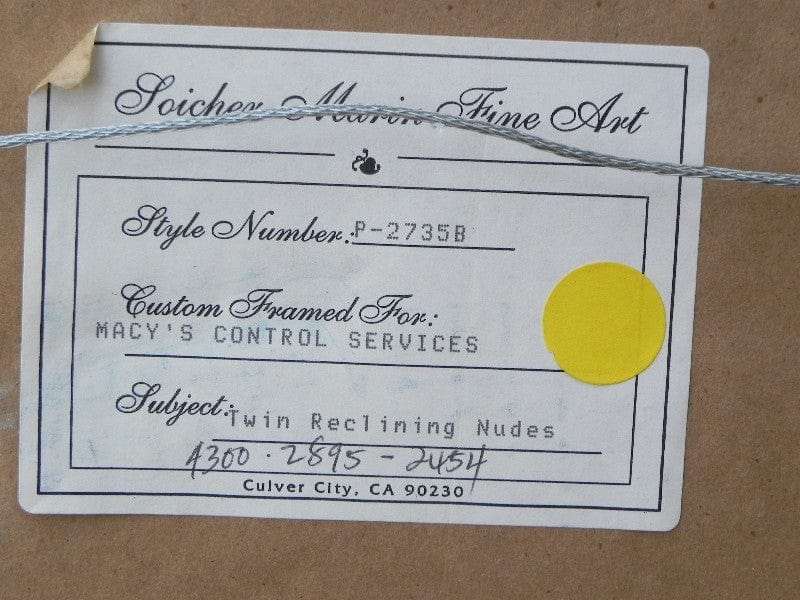 Soicher Marin Fine Art
Style Number: P-2735B
Custom Framed For:
MACY'S CONTROL SERVICES
Subject: Twin Reclining Nudes
4300 · 2895 - 2454
Culver City, CA 90230